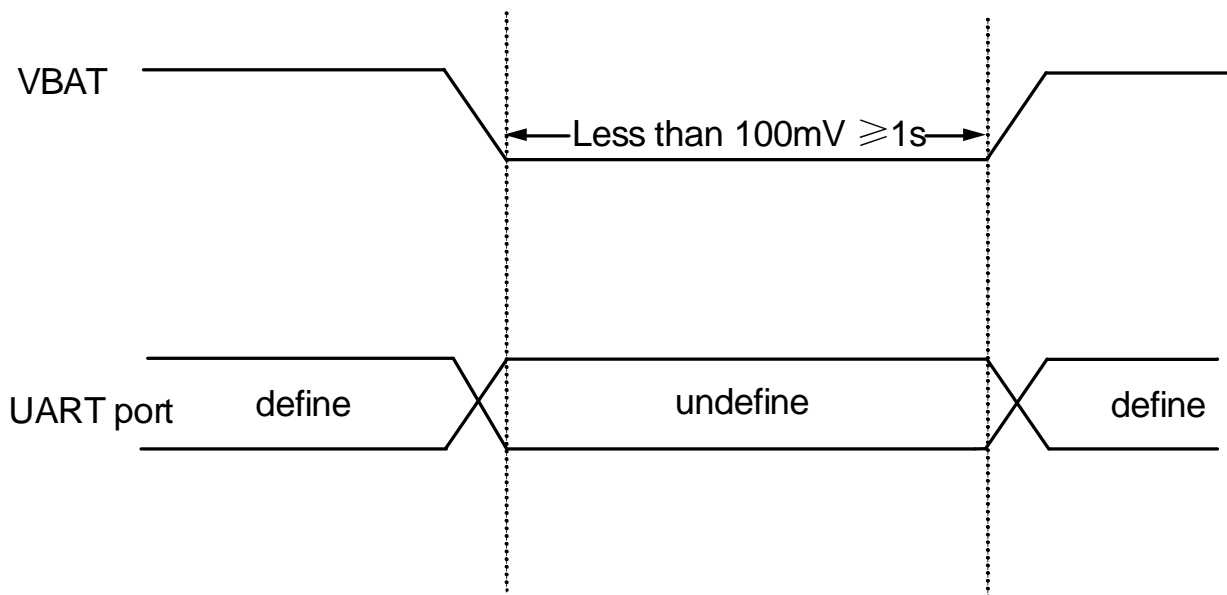 VBAT
Less than 100mV ≥1s
UART port
define
undefine
define